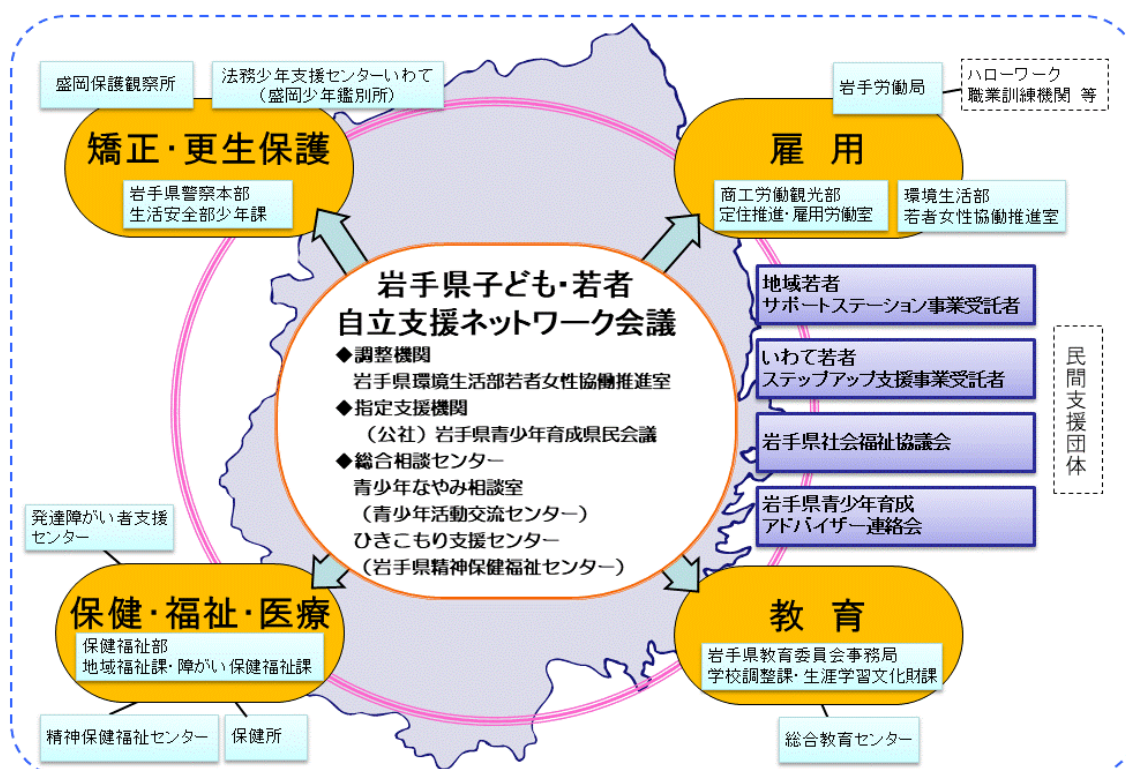 盛岡保護観察所
法務少年支援センターいわて
（盛岡少年鑑別所）
矯正・更生保護
岩手県警察本部
生活安全部少年課
岩手労働局
ハローワーク
職業訓練機関 等
雇 用
商工労働観光部
定住推進・雇用労働室
環境生活部
若者女性協働推進室
岩手県子ども・若者
自立支援ネットワーク会議
◆調整機関
岩手県環境生活部若者女性協働推進室
◆指定支援機関
（公社）岩手県青少年育成県民会議
◆総合相談センター
青少年なやみ相談室
（青少年活動交流センター）
ひきこもり支援センター
（岩手県精神保健福祉センター）
地域若者
サポートステーション事業受託者
いわて若者
ステップアップ支援事業受託者
岩手県社会福祉協議会
岩手県青少年育成
アドバイザー連絡会
民間支援団体
発達障がい者支援
センター
保健・福祉・医療
保健福祉部
地域福祉課・障がい保健福祉課
精神保健福祉センター
保健所
教 育
岩手県教育委員会事務局
学校調整課・生涯学習文化財課
総合教育センター